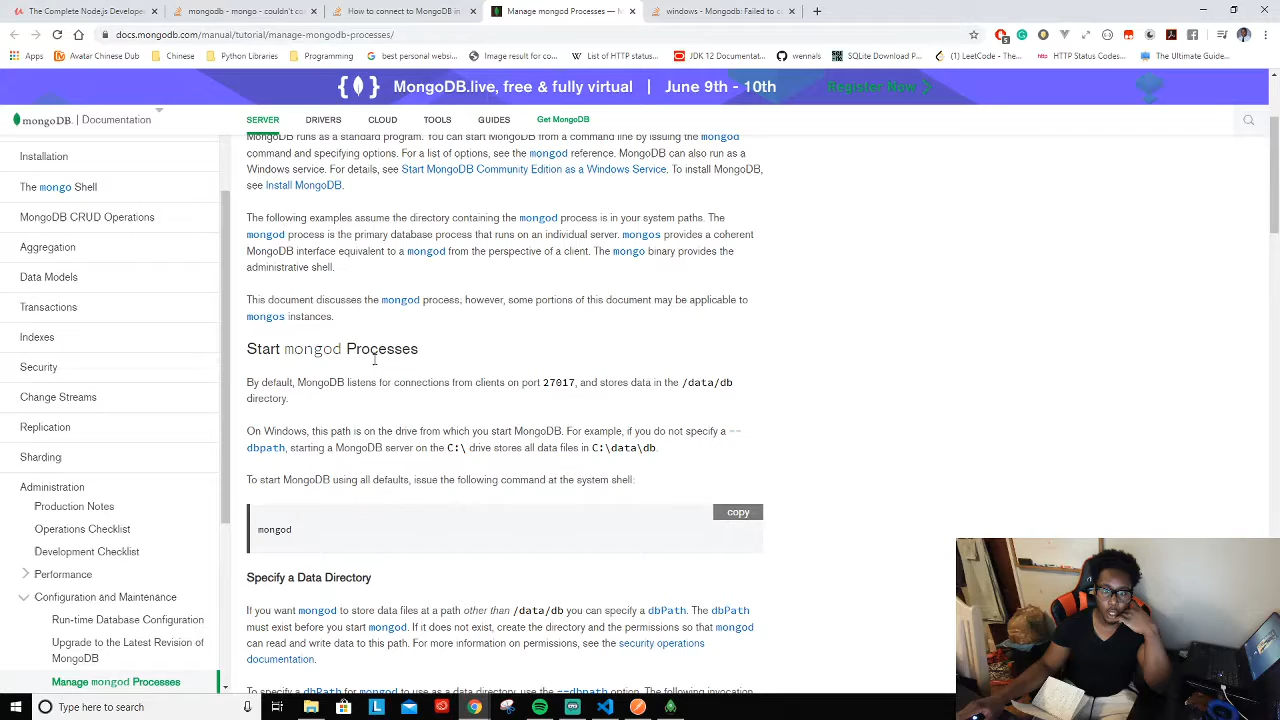 The Complete Node.js Develope
mongodb - mongo - couldn't co
How to connect to MongoDB in
Manage mongod Processes — M
windows - Mongodb: Failed to c
docs.mongodb.com/manual/tutorial/manage-mongodb-processes/
Apps
Avatar Chinese Dub
Chinese
Programming
best personal websi...
Image result for co...
List of HTTP status...
JDK 12 Documentat...
wennals
SQLite Download P...
(1) LeetCode - The...
HTTP Status Codes...
The Ultimate Guide...
MongoDB.live, free & fully virtual | June 9th - 10th
Register Now
mongoDB. | Documentation
SERVER
DRIVERS
CLOUD
TOOLS
GUIDES
Get MongoDB
Installation
The mongo Shell
MongoDB CRUD Operations
Aggregation
Data Models
Transactions
Indexes
Security
Change Streams
Replication
Sharding
Administration
Production Notes
Operations Checklist
Development Checklist
Performance
Configuration and Maintenance
Run-time Database Configuration
Upgrade to the Latest Revision of
MongoDB
Manage mongod Processes
MongoDB runs as a standard program. You can start MongoDB from a command line by issuing the mongod
command and specifying options. For a list of options, see the mongod reference. MongoDB can also run as a
Windows service. For details, see Start MongoDB Community Edition as a Windows Service. To install MongoDB,
see Install MongoDB.
The following examples assume the directory containing the mongod process is in your system paths. The
mongod process is the primary database process that runs on an individual server. mongos provides a coherent
MongoDB interface equivalent to a mongod from the perspective of a client. The mongo binary provides the
administrative shell.
This document discusses the mongod process; however, some portions of this document may be applicable to
mongos instances.
Start mongod Processes
By default, MongoDB listens for connections from clients on port 27017, and stores data in the /data/db
directory.
On Windows, this path is on the drive from which you start MongoDB. For example, if you do not specify a --
dbpath, starting a MongoDB server on the C:\ drive stores all data files in C:\data\db.
To start MongoDB using all defaults, issue the following command at the system shell:
copy
mongod
Specify a Data Directory
If you want mongod to store data files at a path other than /data/db you can specify a dbPath. The dbPath
must exist before you start mongod. If it does not exist, create the directory and the permissions so that mongod
can read and write data to this path. For more information on permissions, see the security operations
documentation.
To specify a dbPath for mongod to use as a data directory, use the --dbpath option. The following invocation
Type here to search